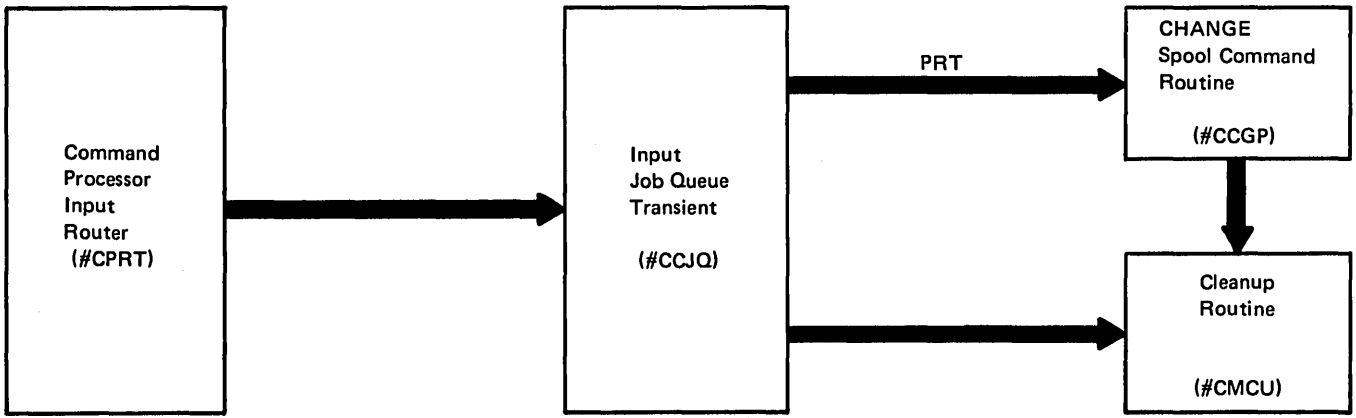 Command
Processor
Input
Router
(#CPRT)
Input
Job Queue
Transient
(#CCJQ)
PRT
CHANGE
Spool Command
Routine
(#CCGP)
Cleanup
Routine
(#CMCU)